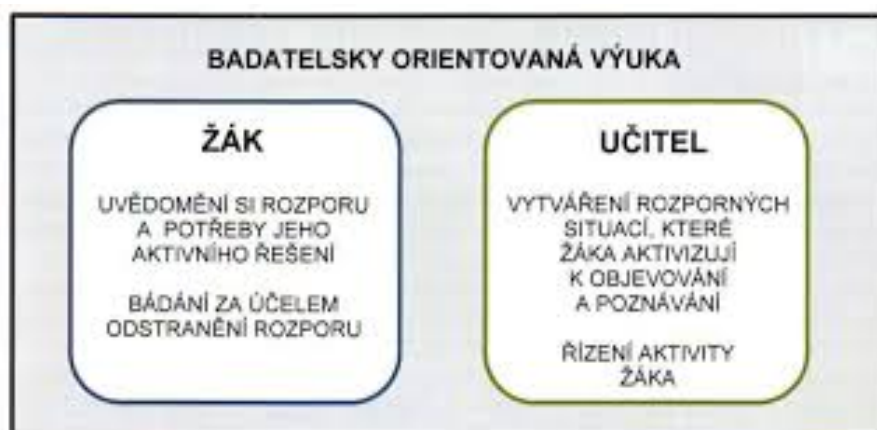 BADATELSKY ORIENTOVANÁ VÝUKA
ŽÁK
UVĚDOMĚNÍ SI ROZPORU
A POTŘEBY JEHO
AKTIVNÍHO ŘEŠENÍ
BÁDÁNÍ ZA ÚČELEM
ODSTRANĚNÍ ROZPORU
UČITEL
VYTVÁŘENÍ ROZPORNÝCH
SITUACÍ, KTERÉ
ŽÁKA AKTIVIZUJÍ
K OBJEVOVÁNÍ
A POZNÁVÁNÍ
ŘÍZENÍ AKTIVITY
ŽÁKA